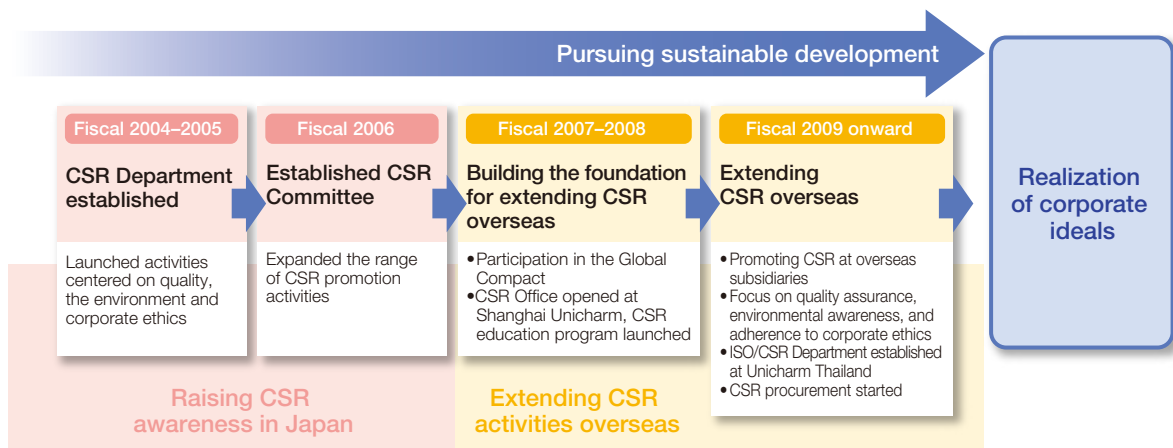 Pursuing sustainable development
Fiscal 2004–2005
CSR Department
established
Launched activities
centered on quality,
the environment and
corporate ethics
Fiscal 2006
Established CSR
Committee
Expanded the range
of CSR promotion
activities
Raising CSR
awareness in Japan
Fiscal 2007–2008
Building the foundation
for extending CSR
overseas
•Participation in the Global
Compact
•CSR Office opened at
Shanghai Unicharm, CSR
education program launched
Fiscal 2009 onward
Extending
CSR overseas
•Promoting CSR at overseas
subsidiaries
•Focus on quality assurance,
environmental awareness, and
adherence to corporate ethics
•ISO/CSR Department established
at Unicharm Thailand
•CSR procurement started
Extending CSR
activities overseas
Realization
of corporate
ideals